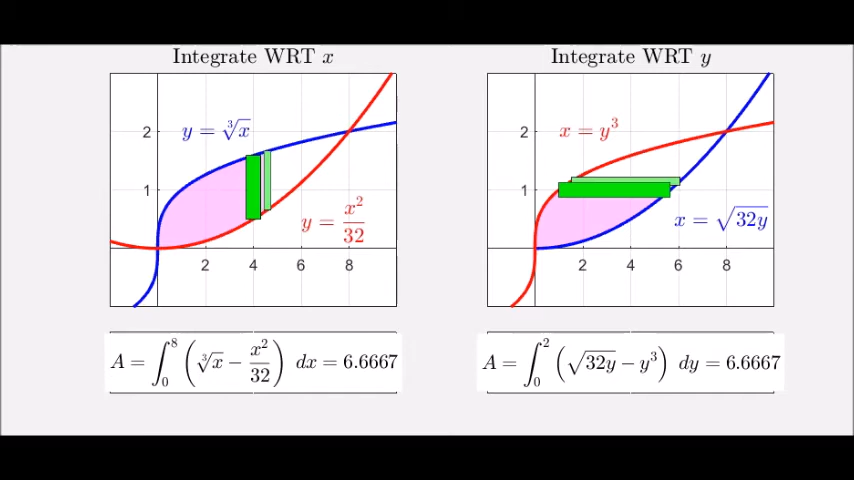 Integrate WRT x
y = ∛x
2
1
y = x²/32
2 4 6 8
A = ∫₀⁸ (∛x − x²/32) dx = 6.6667
Integrate WRT y
x = y³
2
1
x = √(32y)
2 4 6 8
A = ∫₀² (√(32y) − y³) dy = 6.6667